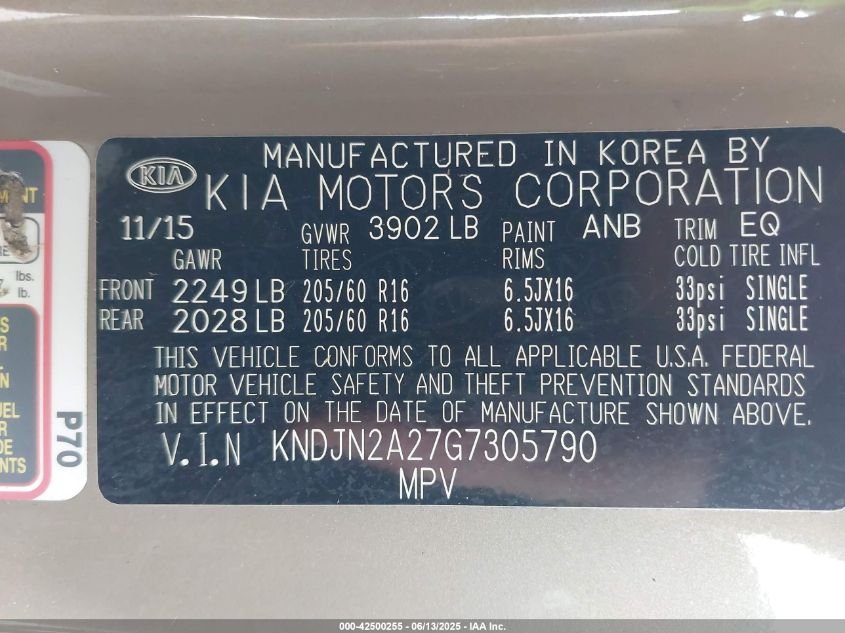 MANUFACTURED IN KOREA BY
KIA
KIA MOTORS CORPORATION
11/15 GVWR 3902 LB PAINT ANB TRIM EQ
GAWR TIRES RIMS COLD TIRE INFL
FRONT 2249 LB 205/60 R16 6.5JX16 33psi SINGLE
REAR 2028 LB 205/60 R16 6.5JX16 33psi SINGLE
THIS VEHICLE CONFORMS TO ALL APPLICABLE U.S.A. FEDERAL
MOTOR VEHICLE SAFETY AND THEFT PREVENTION STANDARDS
IN EFFECT ON THE DATE OF MANUFACTURE SHOWN ABOVE.
V.I.N KNDJN2A27G7305790
MPV
lbs.
lb.
P70
000-42500255 - 06/13/2025 - IAA Inc.